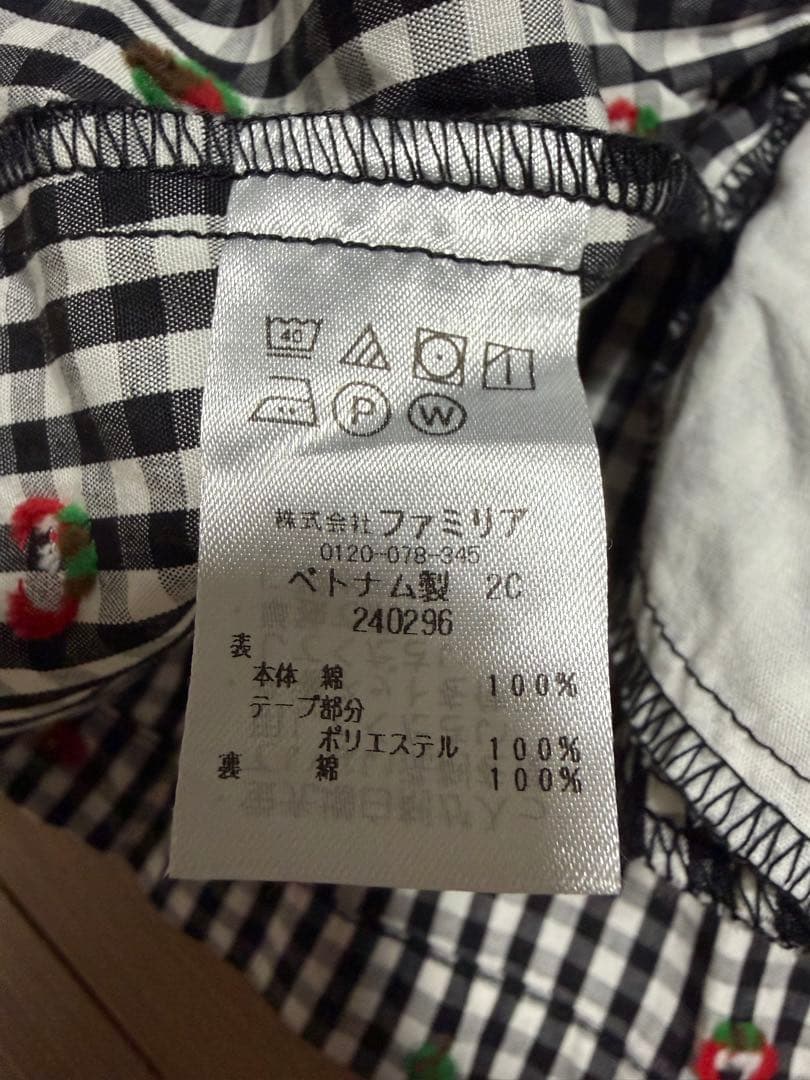 40
P W
株式会社 ファミリア
0120-078-345
ベトナム製 2C
240296
表
本体 綿 100%
テープ部分
ポリエステル 100%
裏 綿 100%